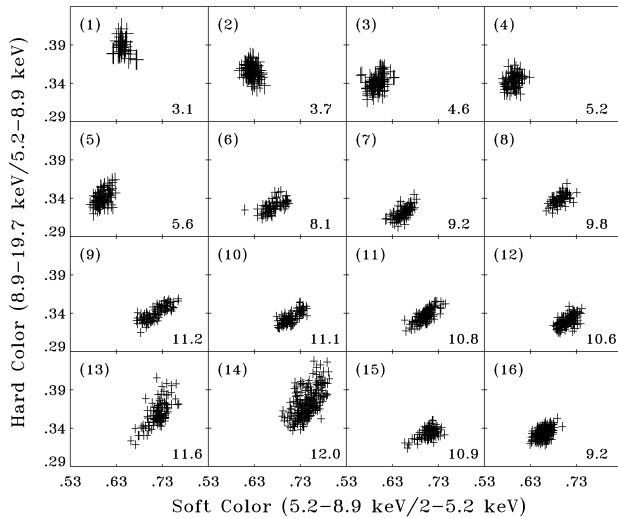 Hard Color (8.9−19.7 keV/5.2−8.9 keV)
(1) (2) (3) (4)
.39
.34
.29
3.1 3.7 4.6 5.2
(5) (6) (7) (8)
.39
.34
.29
5.6 8.1 9.2 9.8
(9) (10) (11) (12)
.39
.34
.29
11.2 11.1 10.8 10.6
(13) (14) (15) (16)
.39
.34
.29
11.6 12.0 10.9 9.2
.53 .63 .73 .53 .63 .73 .53 .63 .73 .53 .63 .73
Soft Color (5.2−8.9 keV/2−5.2 keV)